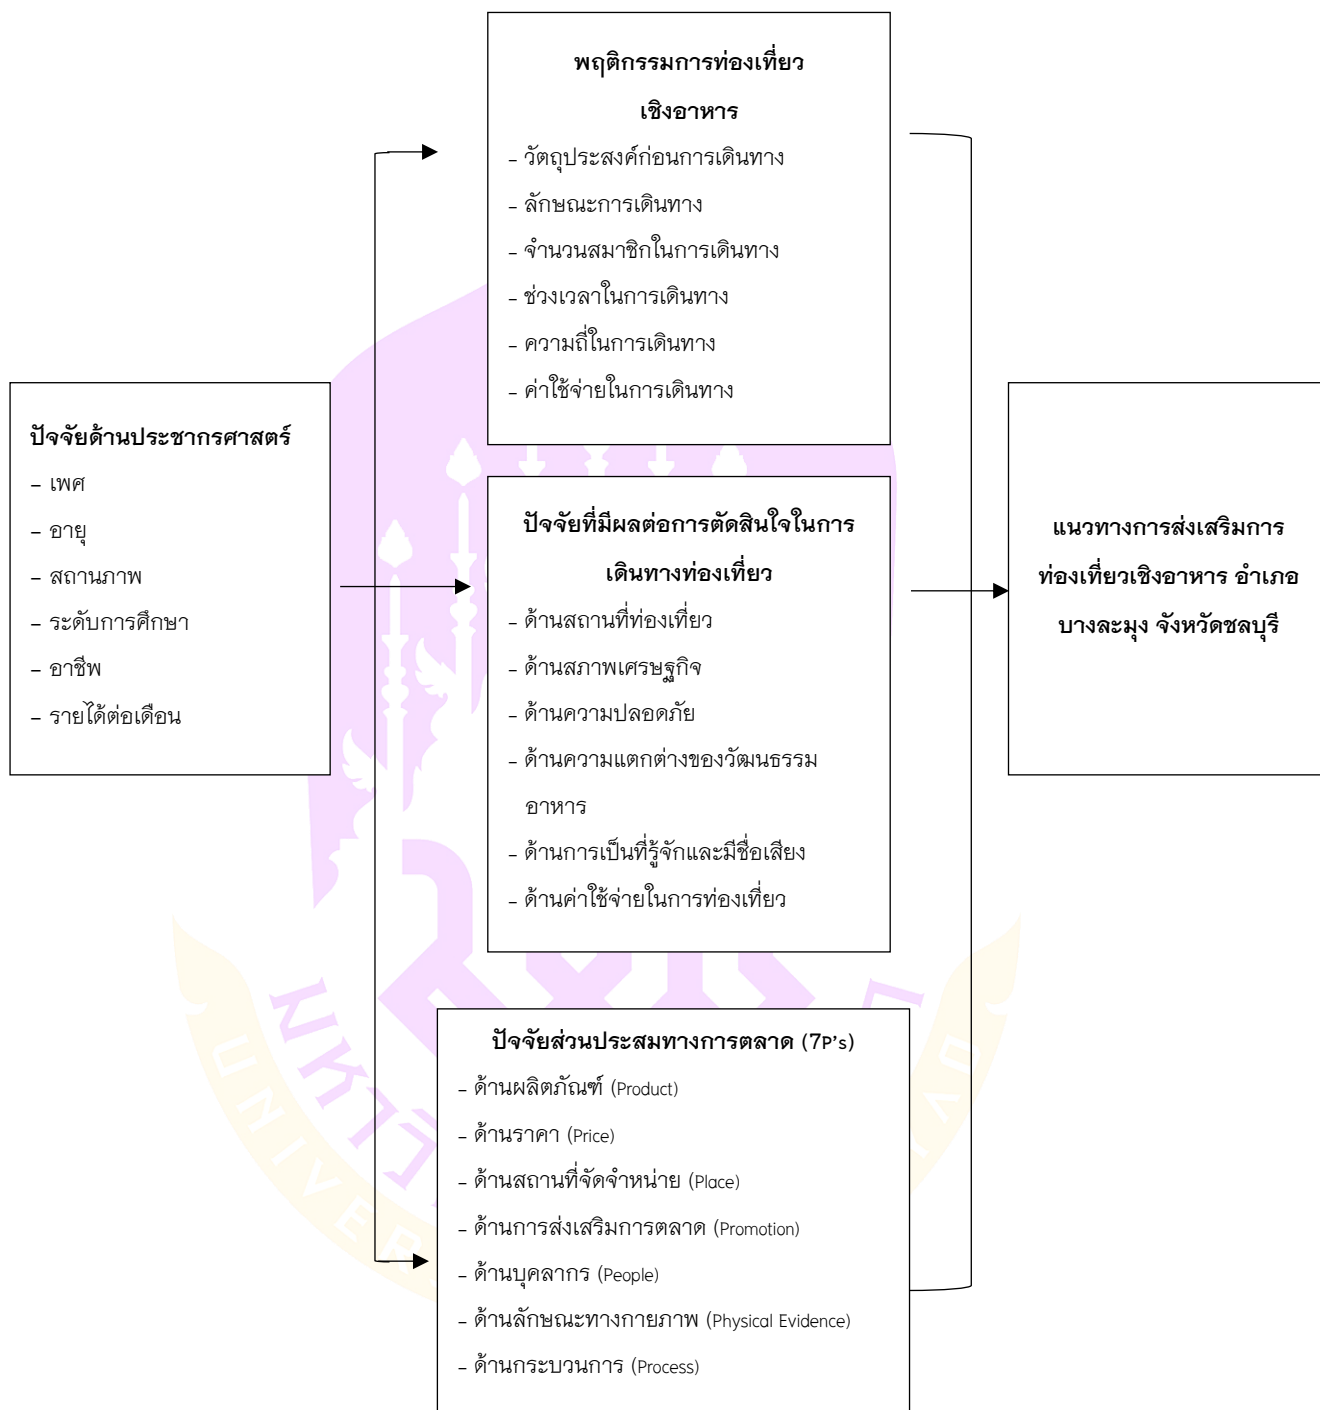 พฤติกรรมการท่องเที่ยว
เชิงอาหาร
- วัตถุประสงค์ก่อนการเดินทาง
- ลักษณะการเดินทาง
- จำนวนสมาชิกในการเดินทาง
- ช่วงเวลาในการเดินทาง
- ความถี่ในการเดินทาง
- ค่าใช้จ่ายในการเดินทาง
ปัจจัยด้านประชากรศาสตร์
- เพศ
- อายุ
- สถานภาพ
- ระดับการศึกษา
- อาชีพ
- รายได้ต่อเดือน
ปัจจัยที่มีผลต่อการตัดสินใจในการ
เดินทางท่องเที่ยว
- ด้านสถานที่ท่องเที่ยว
- ด้านสภาพเศรษฐกิจ
- ด้านความปลอดภัย
- ด้านความแตกต่างของวัฒนธรรม
อาหาร
- ด้านการเป็นที่รู้จักและมีชื่อเสียง
- ด้านค่าใช้จ่ายในการท่องเที่ยว
แนวทางการส่งเสริมการ
ท่องเที่ยวเชิงอาหาร อำเภอ
บางละมุง จังหวัดชลบุรี
ปัจจัยส่วนประสมทางการตลาด (7P's)
- ด้านผลิตภัณฑ์ (Product)
- ด้านราคา (Price)
- ด้านสถานที่จัดจำหน่าย (Place)
- ด้านการส่งเสริมการตลาด (Promotion)
- ด้านบุคลากร (People)
- ด้านลักษณะทางกายภาพ (Physical Evidence)
- ด้านกระบวนการ (Process)